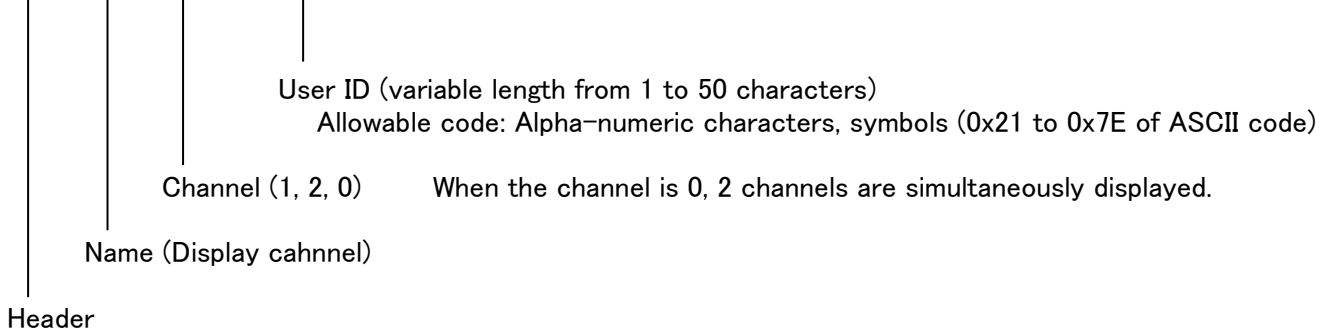 User ID (variable length from 1 to 50 characters)
Allowable code: Alpha-numeric characters, symbols (0x21 to 0x7E of ASCII code)
Channel (1, 2, 0) When the channel is 0, 2 channels are simultaneously displayed.
Name (Display cahnnel)
Header